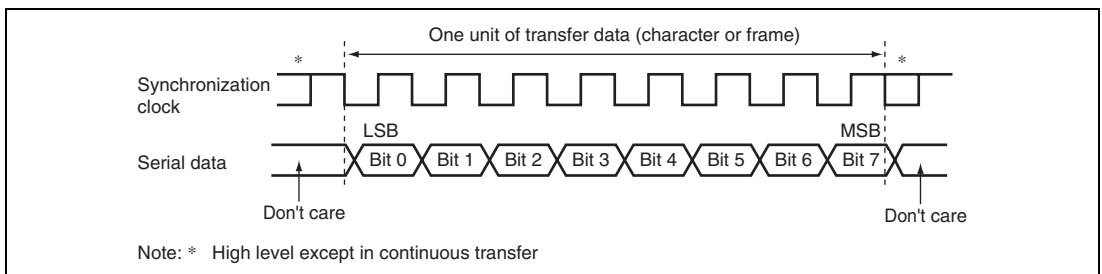 One unit of transfer data (character or frame)
* *
Synchronization
clock
LSB MSB
Serial data Bit 0 Bit 1 Bit 2 Bit 3 Bit 4 Bit 5 Bit 6 Bit 7
Don't care Don't care
Note: * High level except in continuous transfer